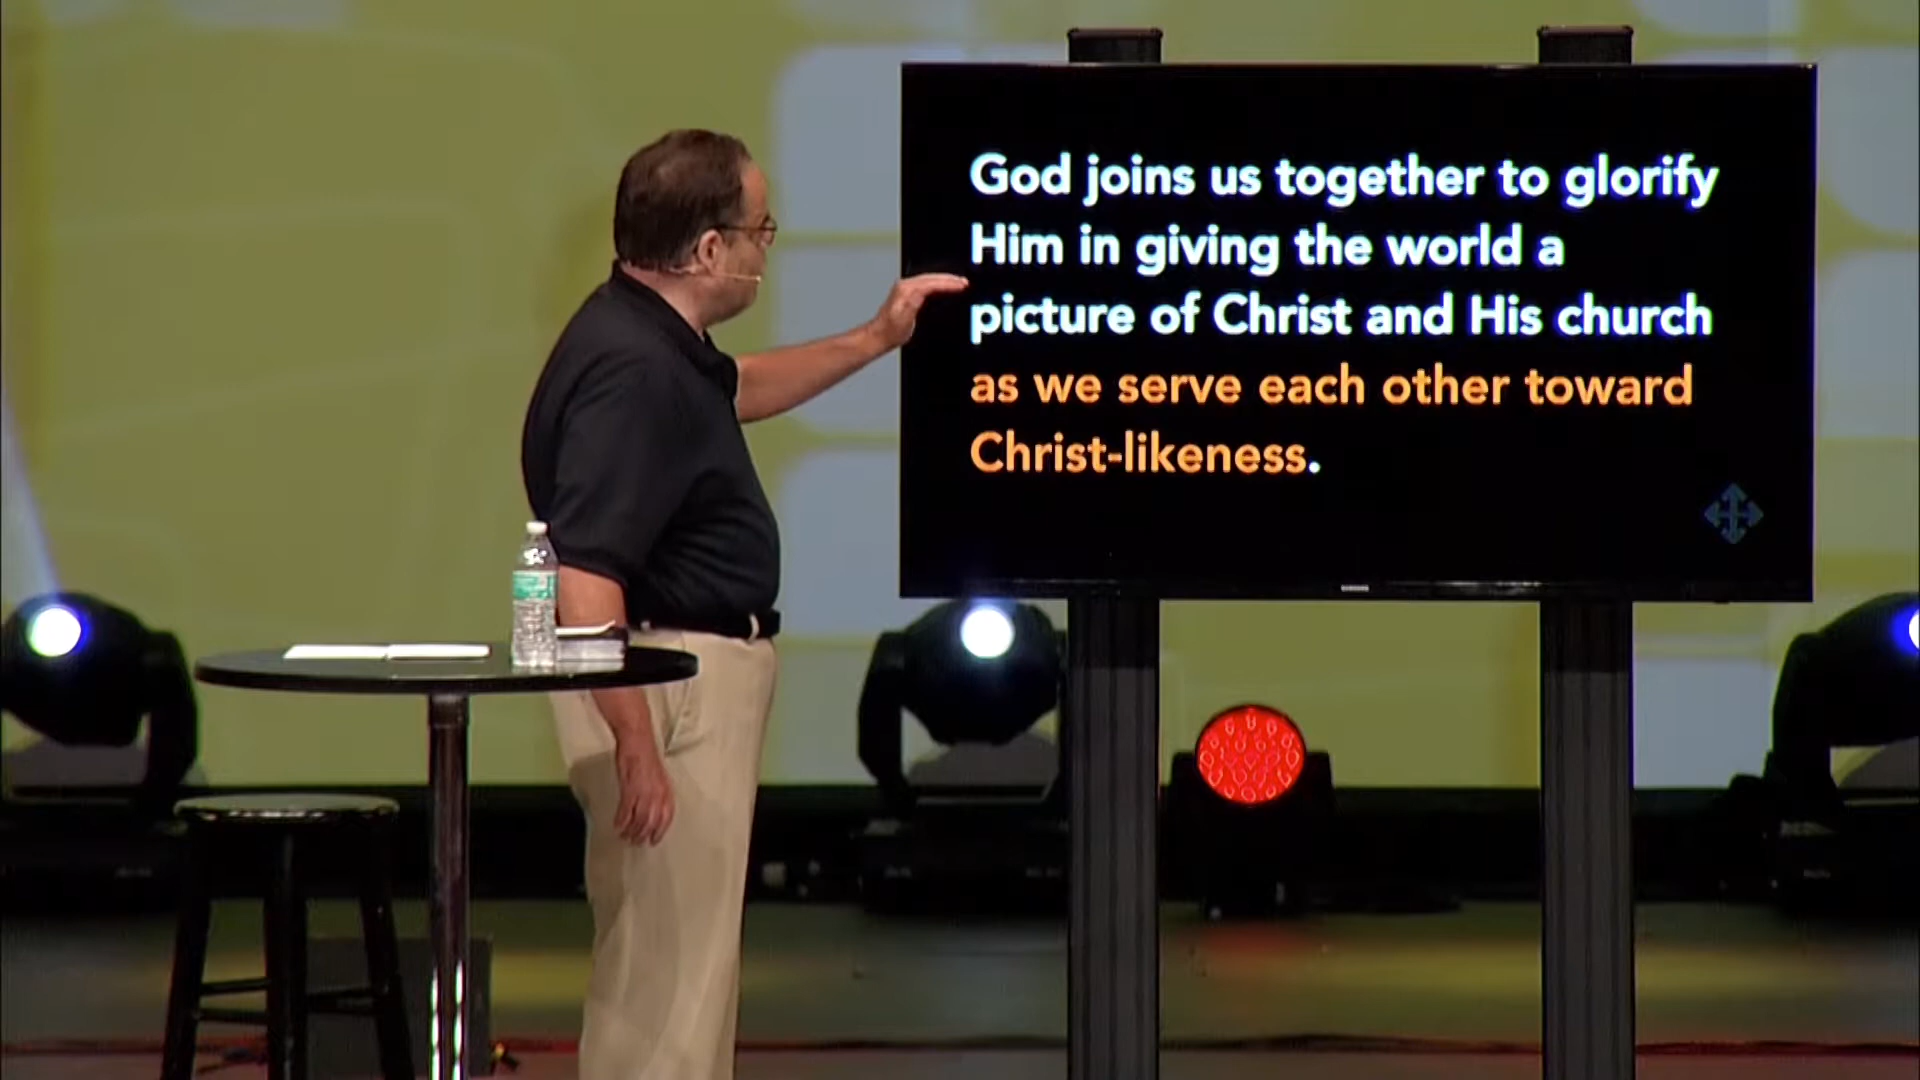 God joins us together to glorify
Him in giving the world a
picture of Christ and His church
as we serve each other toward
Christ-likeness.
SAMSUNG